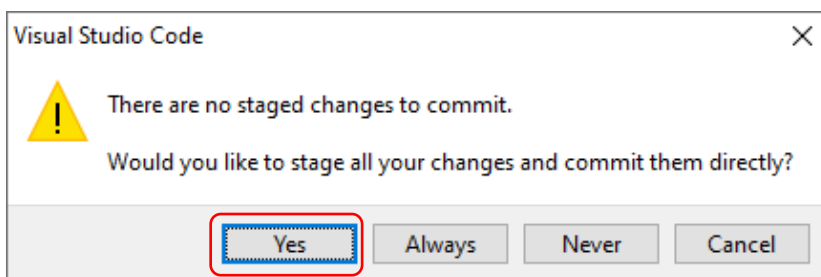 Visual Studio Code
There are no staged changes to commit.
Would you like to stage all your changes and commit them directly?
Yes Always Never Cancel